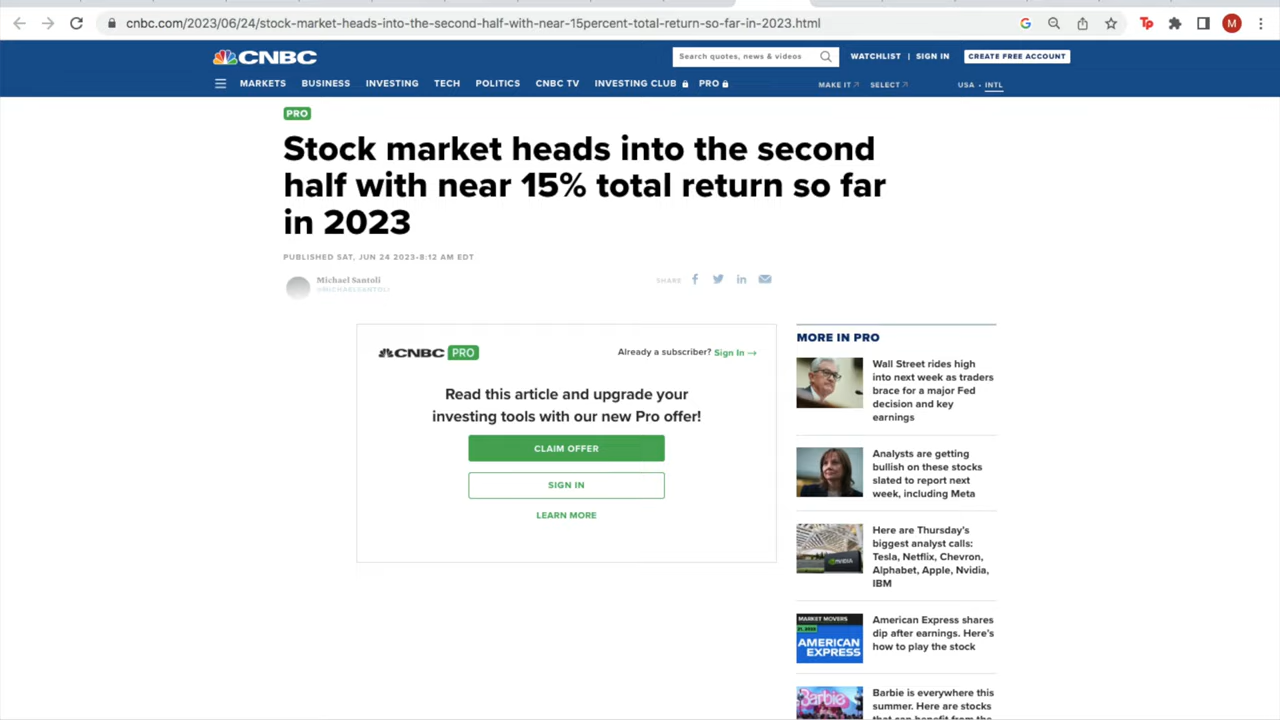 cnbc.com/2023/06/24/stock-market-heads-into-the-second-half-with-near-15percent-total-return-so-far-in-2023.html
G
Tp
M
CNBC
Search quotes, news & videos
WATCHLIST | SIGN IN
CREATE FREE ACCOUNT
MARKETS BUSINESS INVESTING TECH POLITICS CNBC TV INVESTING CLUB PRO
MAKE IT SELECT
USA • INTL
PRO
Stock market heads into the second
half with near 15% total return so far
in 2023
PUBLISHED SAT, JUN 24 2023•8:12 AM EDT
Michael Santoli
@MICHAELSANTOLI
SHARE
CNBC PRO
Already a subscriber? Sign In →
Read this article and upgrade your
investing tools with our new Pro offer!
CLAIM OFFER
SIGN IN
LEARN MORE
MORE IN PRO
Wall Street rides high
into next week as traders
brace for a major Fed
decision and key
earnings
Analysts are getting
bullish on these stocks
slated to report next
week, including Meta
NVIDIA
Here are Thursday's
biggest analyst calls:
Tesla, Netflix, Chevron,
Alphabet, Apple, Nvidia,
IBM
MARKET MOVERS
AMERICAN
EXPRESS
American Express shares
dip after earnings. Here's
how to play the stock
Barbie
Barbie is everywhere this
summer. Here are stocks
that can benefit from the